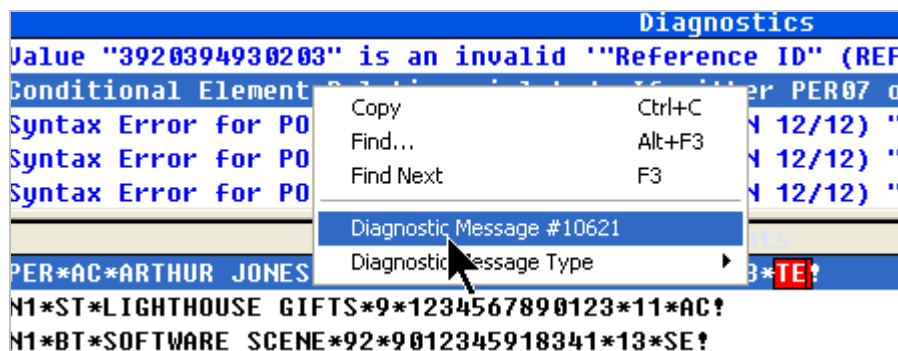 Diagnostics
Value "3920394930203" is an invalid '"Reference ID" (REF
Conditional Element
er PER07
Syntax Error for PO
N 12/12) "
Syntax Error for PO
N 12/12) "
Syntax Error for PO
N 12/12) "
Copy Ctrl+C
Find... Alt+F3
Find Next F3
Diagnostic Message #10621
Diagnostic Message Type
PER*AC*ARTHUR JONES
3*TE!
N1*ST*LIGHTHOUSE GIFTS*9*1234567890123*11*AC!
N1*BT*SOFTWARE SCENE*92*9012345918341*13*SE!